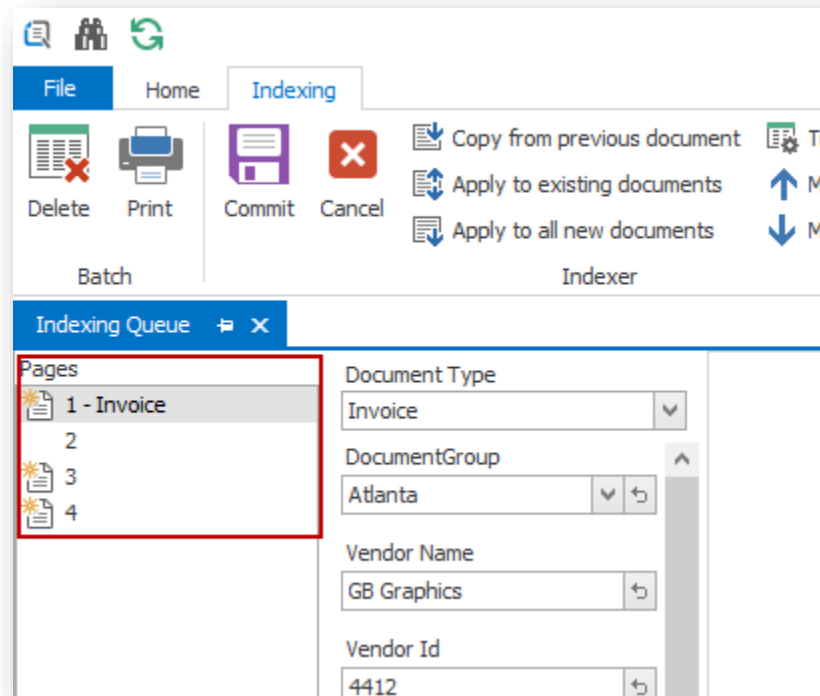 File Home Indexing
Copy from previous document
Apply to existing documents
Apply to all new documents
Delete Print Commit Cancel
Batch Indexer
Indexing Queue
Pages
1 - Invoice
2
3
4
Document Type
Invoice
DocumentGroup
Atlanta
Vendor Name
GB Graphics
Vendor Id
4412